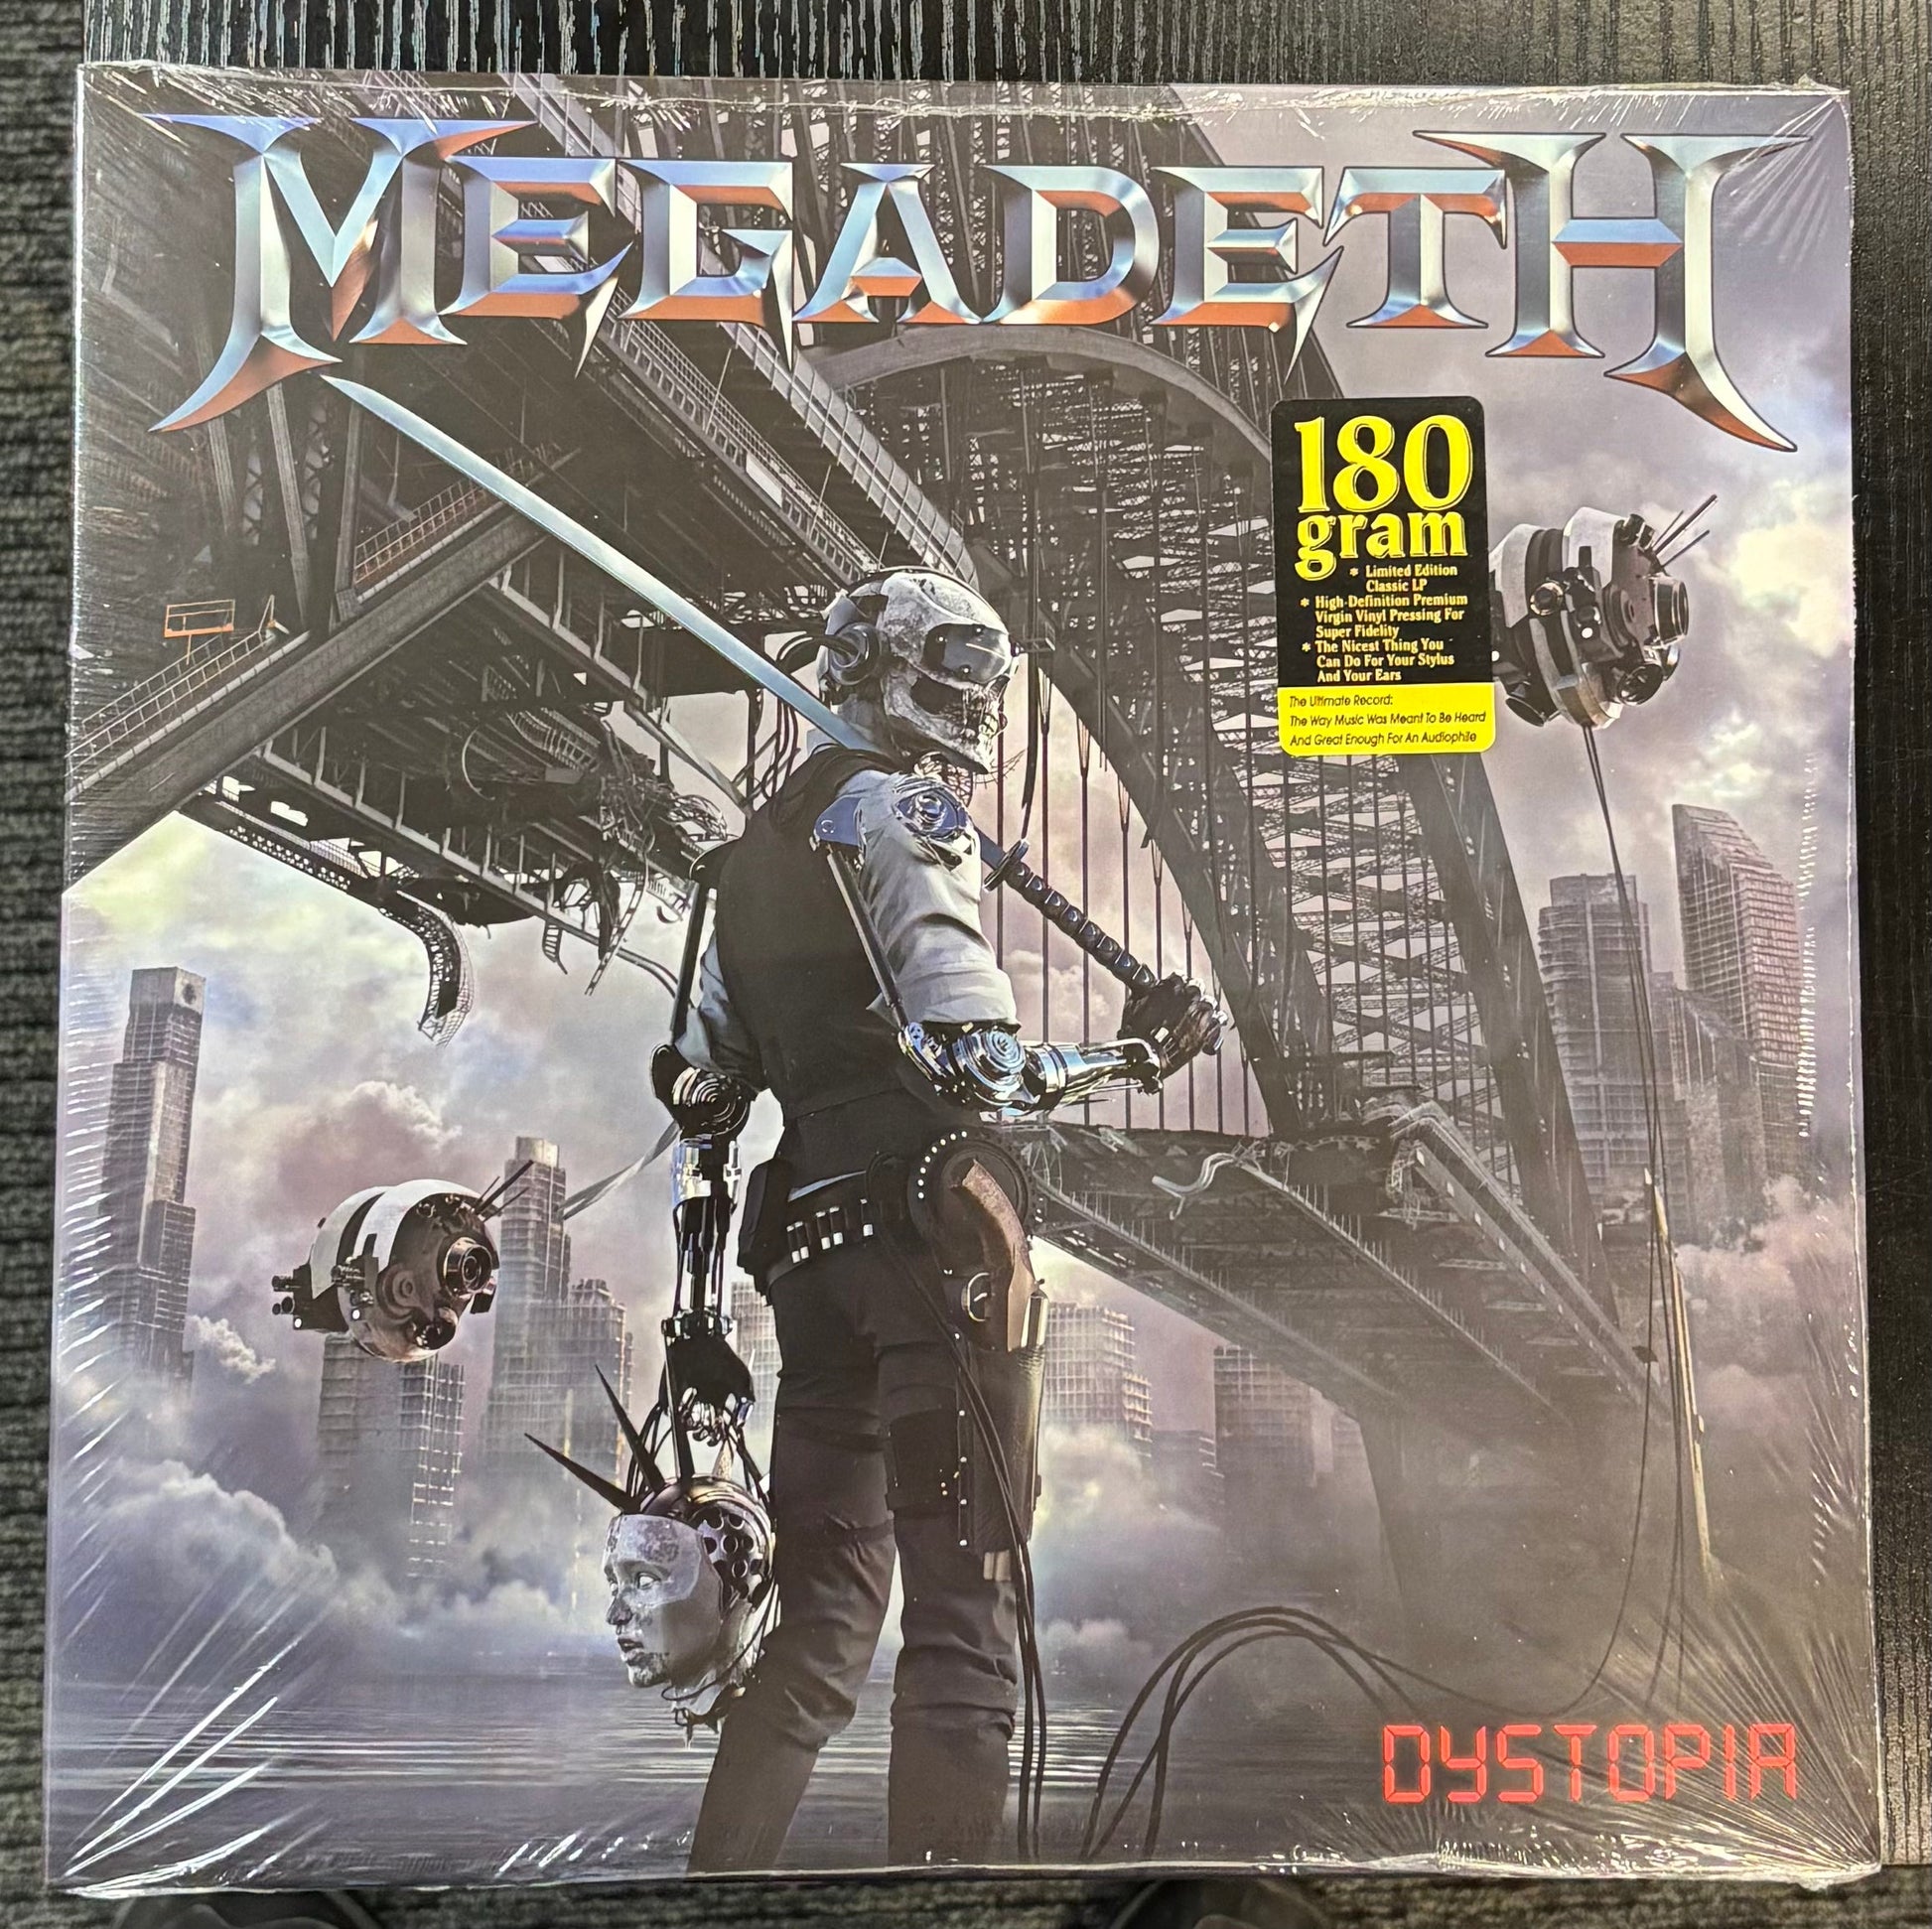 MEGADETH
180
gram
* Limited Edition
Classic LP
* High-Definition Premium
Virgin Vinyl Pressing For
Super Fidelity
* The Nicest Thing You
Can Do For Your Stylus
And Your Ears
The Ultimate Record:
The Way Music Was Meant To Be Heard
And Great Enough For An Audiophile
DYSTOPIA